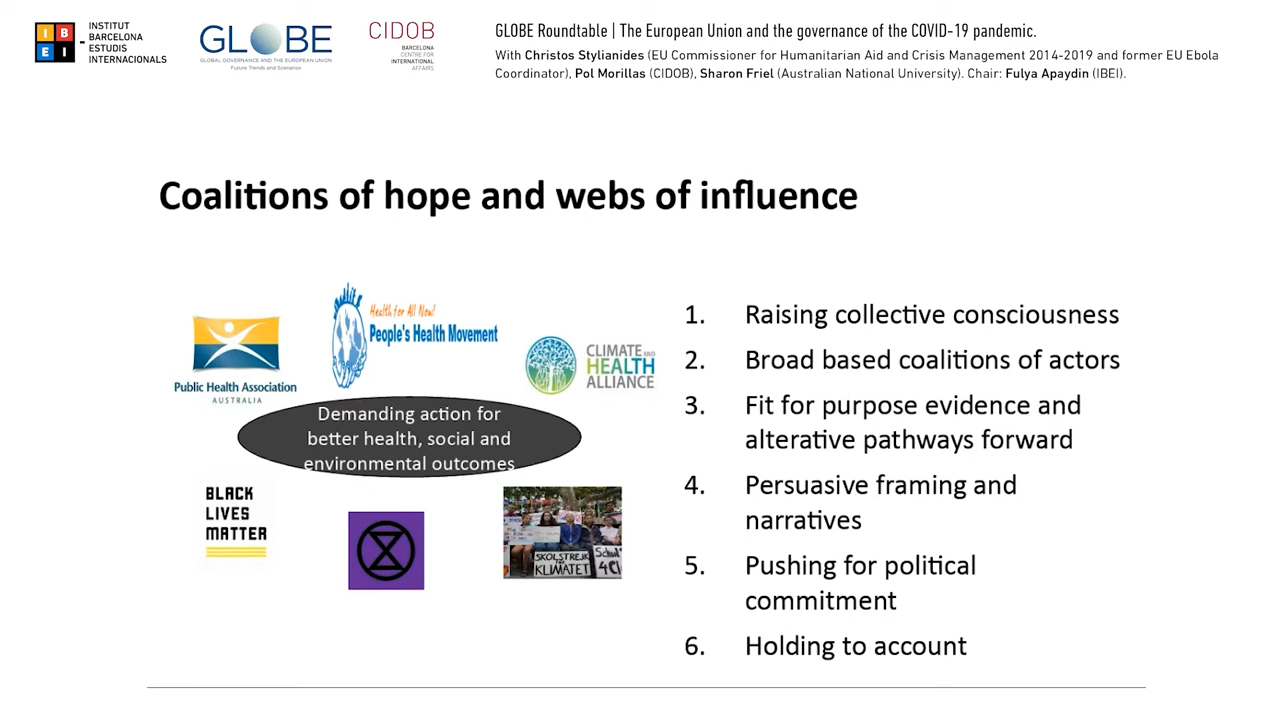 INSTITUT
BARCELONA
ESTUDIS
INTERNACIONALS
I B
E I
GLOBE
GLOBAL GOVERNANCE AND THE EUROPEAN UNION
Future Trends and Scenarios
CIDOB
BARCELONA
CENTRE FOR
INTERNATIONAL
AFFAIRS
GLOBE Roundtable | The European Union and the governance of the COVID-19 pandemic.
With Christos Stylianides (EU Commissioner for Humanitarian Aid and Crisis Management 2014-2019 and former EU Ebola
Coordinator), Pol Morillas (CIDOB), Sharon Friel (Australian National University). Chair: Fulya Apaydin (IBEI).
Coalitions of hope and webs of influence
Public Health Association
AUSTRALIA
Health for All Now!
People's Health Movement
CLIMATE AND
HEALTH
ALLIANCE
Demanding action for
better health, social and
environmental outcomes
BLACK
LIVES
MATTER
SKOLSTREJK
KLIMATET
School
1. Raising collective consciousness
2. Broad based coalitions of actors
3. Fit for purpose evidence and
alterative pathways forward
4. Persuasive framing and
narratives
5. Pushing for political
commitment
6. Holding to account